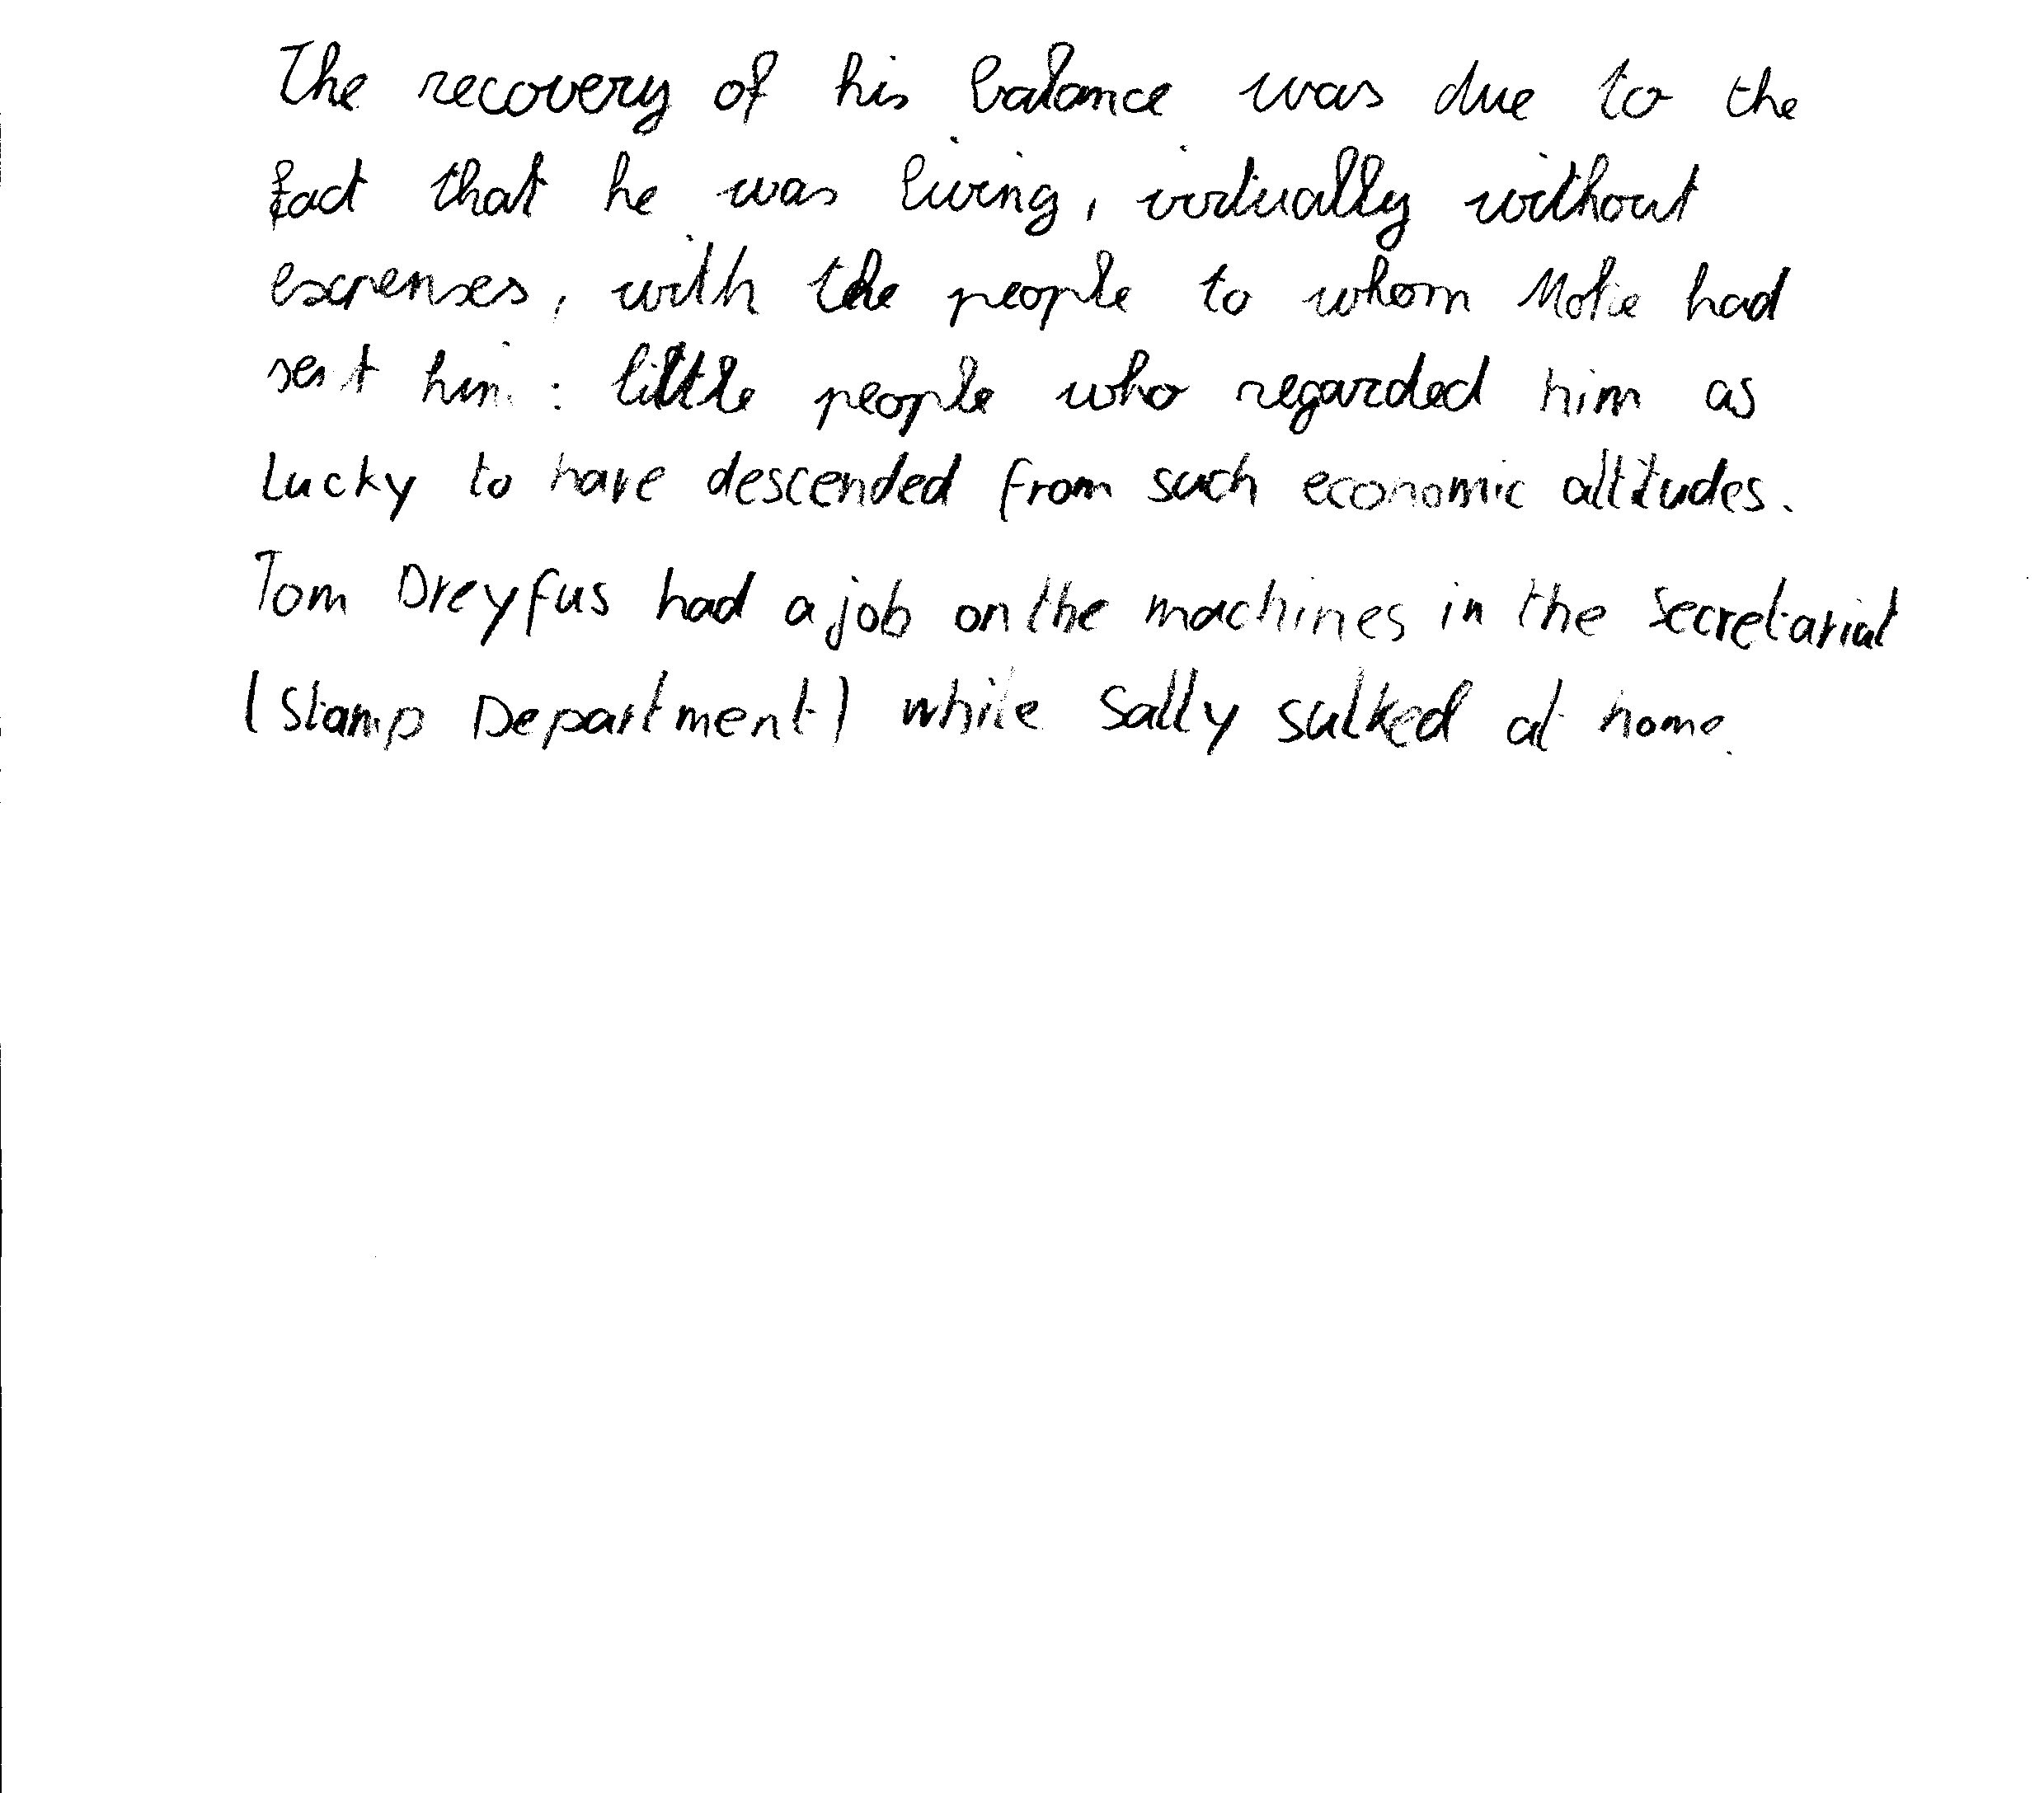 The recovery of his balance was due to the
fact that he was living, virtually without
expenses, with the people to whom had
sent him : little people who regarded him as
lucky to have descended from such economic altitudes.
Tom Dreyfus had a job on the machines in the secretariat
(Stamp Department) while Sally sulked at home.